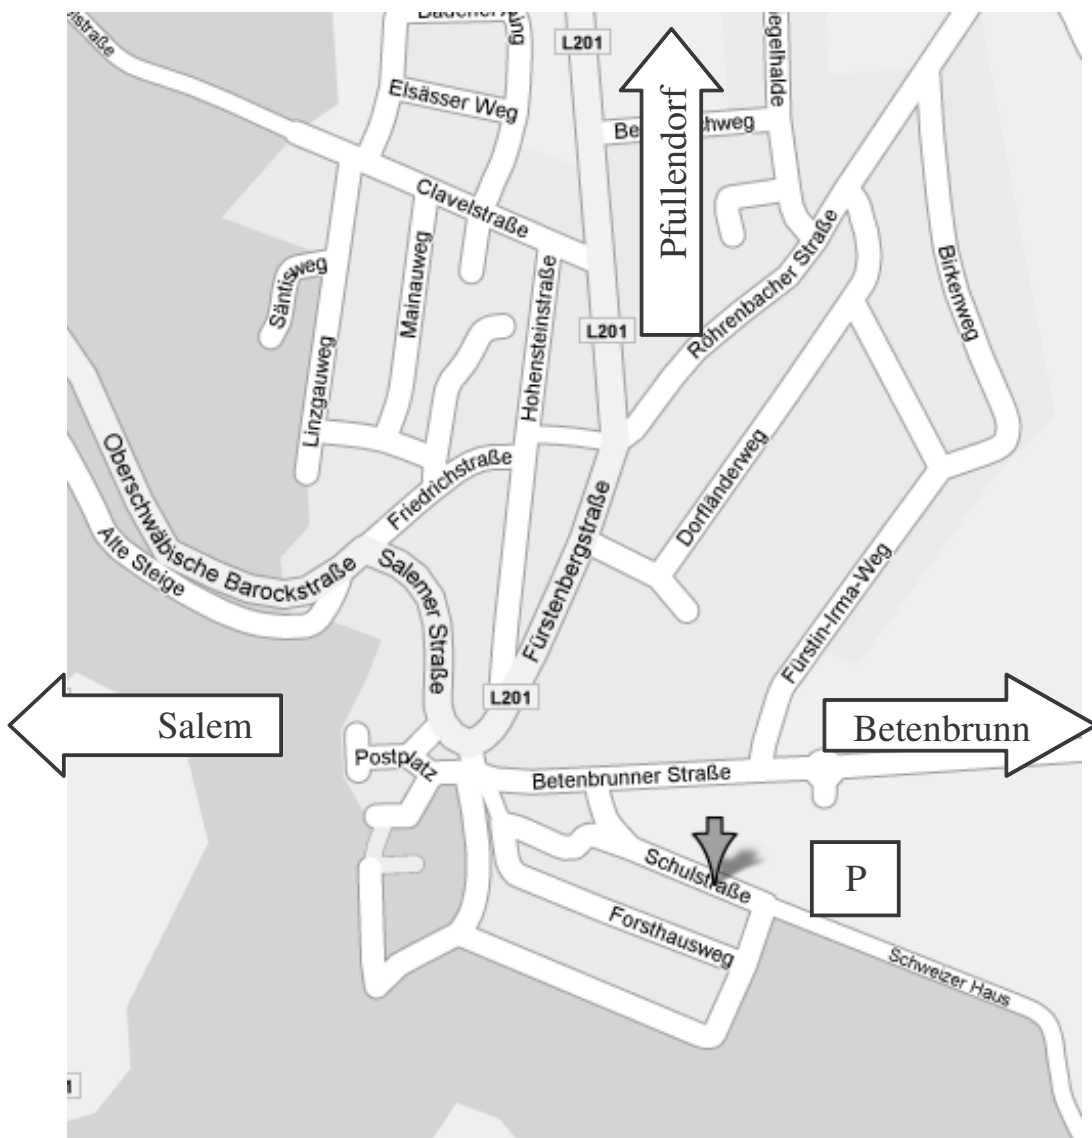 L201
Elsässer Weg
Pfullendorf
Clavelstraße
Röhrenbacher Straße
Mainauweg
Säntisweg
Birkenweg
Hohensteinstraße
L201
Linzgauweg
Friedrichstraße
Dorfländerweg
Oberschwäbische Barockstraße
Alte Steige
Salemer Straße
Fürstenbergstraße
Fürstin-Irma-Weg
L201
Salem
Betenbrunn
Postplatz
Betenbrunner Straße
Schulstraße
P
Forsthausweg
Schweizer Haus